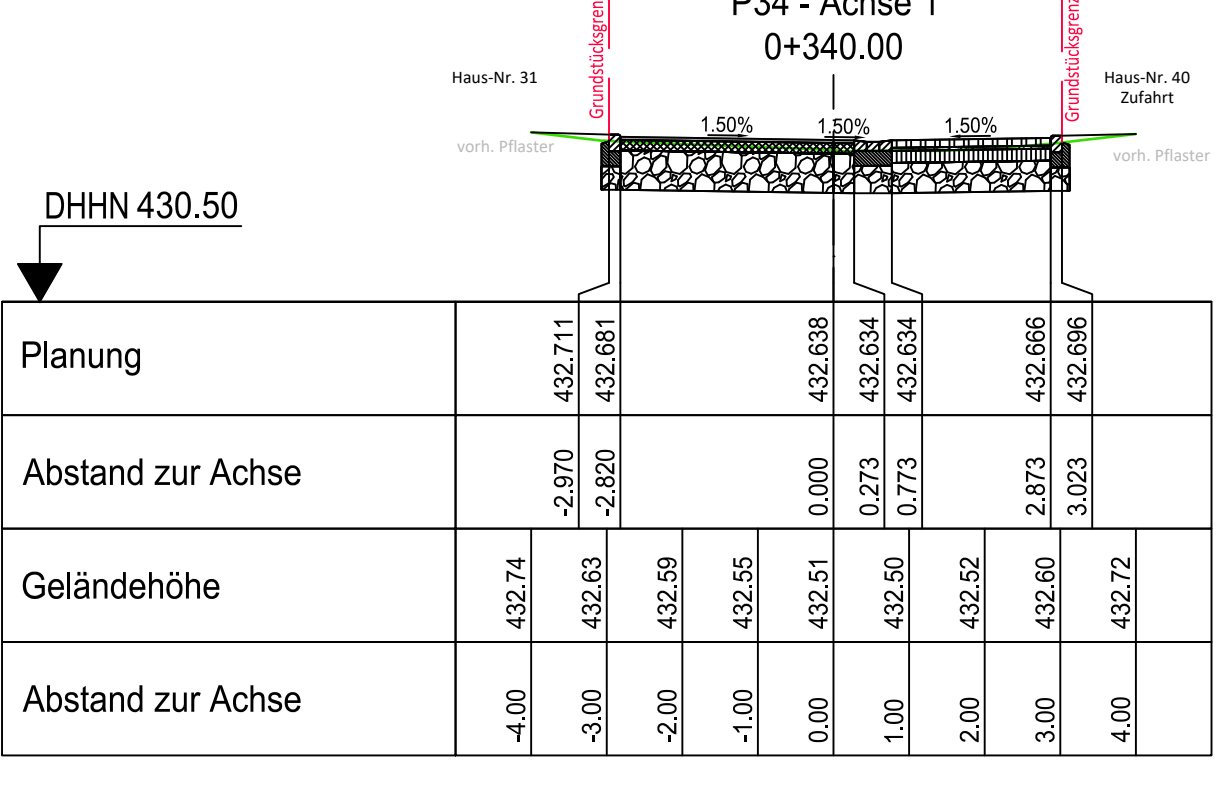 P34 - Achse 1
0+340.00
Grundstücksgren
Grundstücksgrenz
Haus-Nr. 31
Haus-Nr. 40
Zufahrt
1.50%
1.50%
1.50%
vorh. Pflaster
vorh. Pflaster
DHHN 430.50
Planung
432.711
432.681
432.638
432.634
432.634
432.666
432.696
Abstand zur Achse
-2.970
-2.820
0.000
0.273
0.773
2.873
3.023
Geländehöhe
432.74
432.63
432.59
432.55
432.51
432.50
432.52
432.60
432.72
Abstand zur Achse
-4.00
-3.00
-2.00
-1.00
0.00
1.00
2.00
3.00
4.00